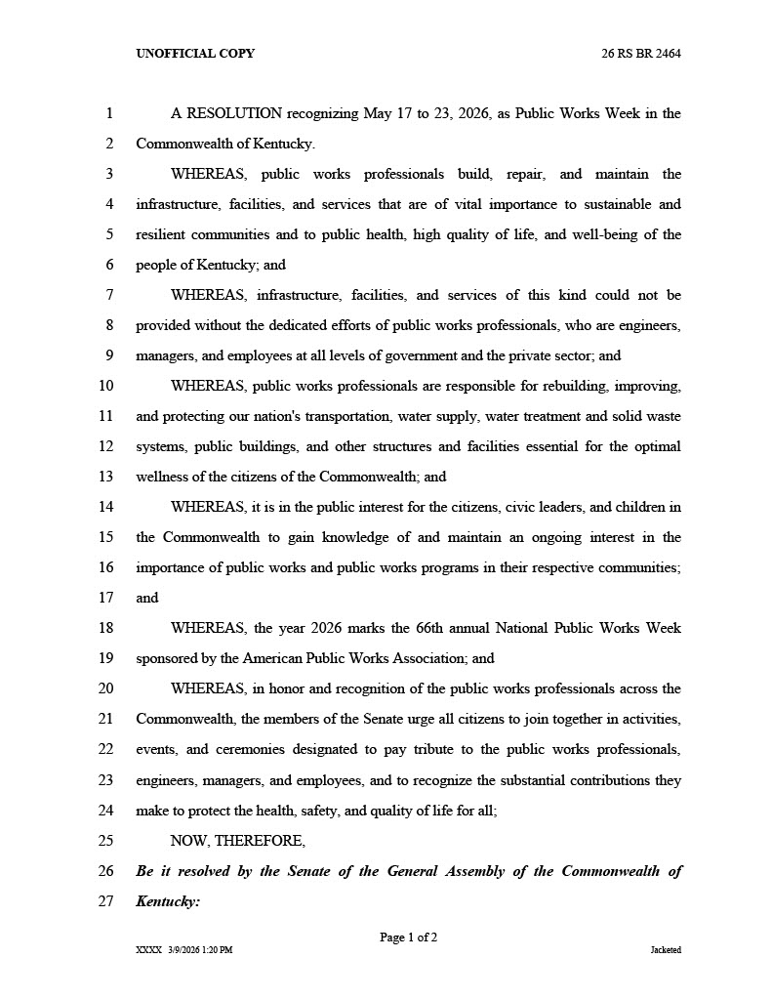 UNOFFICIAL COPY 26 RS BR 2464
1 A RESOLUTION recognizing May 17 to 23, 2026, as Public Works Week in the
2 Commonwealth of Kentucky.
3 WHEREAS, public works professionals build, repair, and maintain the
4 infrastructure, facilities, and services that are of vital importance to sustainable and
5 resilient communities and to public health, high quality of life, and well-being of the
6 people of Kentucky; and
7 WHEREAS, infrastructure, facilities, and services of this kind could not be
8 provided without the dedicated efforts of public works professionals, who are engineers,
9 managers, and employees at all levels of government and the private sector; and
10 WHEREAS, public works professionals are responsible for rebuilding, improving,
11 and protecting our nation's transportation, water supply, water treatment and solid waste
12 systems, public buildings, and other structures and facilities essential for the optimal
13 wellness of the citizens of the Commonwealth; and
14 WHEREAS, it is in the public interest for the citizens, civic leaders, and children in
15 the Commonwealth to gain knowledge of and maintain an ongoing interest in the
16 importance of public works and public works programs in their respective communities;
17 and
18 WHEREAS, the year 2026 marks the 66th annual National Public Works Week
19 sponsored by the American Public Works Association; and
20 WHEREAS, in honor and recognition of the public works professionals across the
21 Commonwealth, the members of the Senate urge all citizens to join together in activities,
22 events, and ceremonies designated to pay tribute to the public works professionals,
23 engineers, managers, and employees, and to recognize the substantial contributions they
24 make to protect the health, safety, and quality of life for all;
25 NOW, THEREFORE,
26 Be it resolved by the Senate of the General Assembly of the Commonwealth of
27 Kentucky:
Page 1 of 2
XXXX 3/9/2026 1:20 PM Jacketed